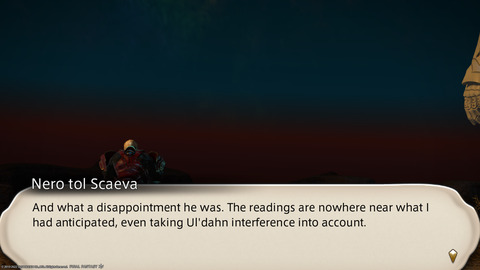 Nero tol Scaeva
And what a disappointment he was. The readings are nowhere near what I
had anticipated, even taking Ul'dahn interference into account.